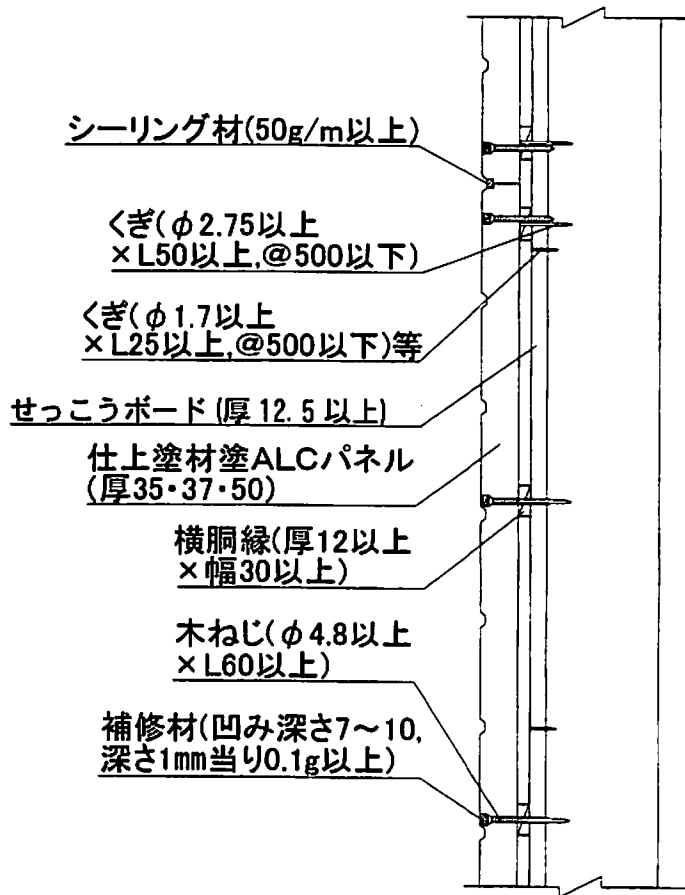 シーリング材(50g/m以上)
くぎ(φ2.75以上
×L50以上,@500以下)
くぎ(φ1.7以上
×L25以上,@500以下)等
せっこうボード(厚12.5以上)
仕上塗材塗ALCパネル
(厚35・37・50)
横胴縁(厚12以上
×幅30以上)
木ねじ(φ4.8以上
×L60以上)
補修材(凹み深さ7～10,
深さ1mm当り0.1g以上)